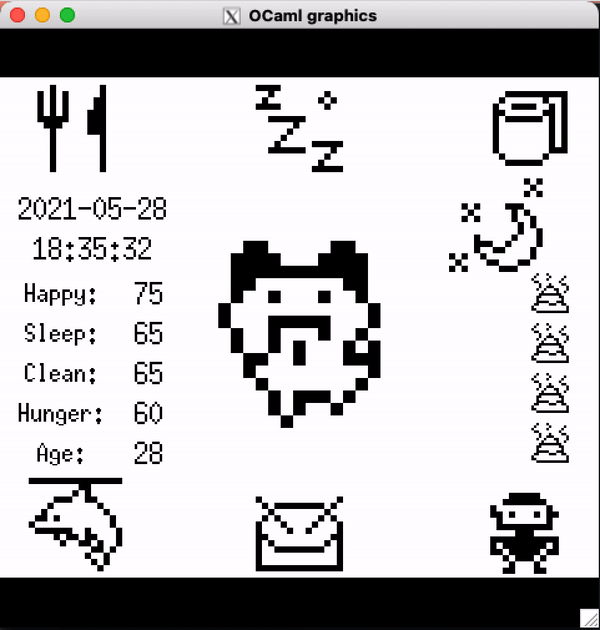 OCaml graphics
Z
Z
Z
2021-05-28
18:35:32
Happy: 75
Sleep: 65
Clean: 65
Hunger: 60
Age: 28